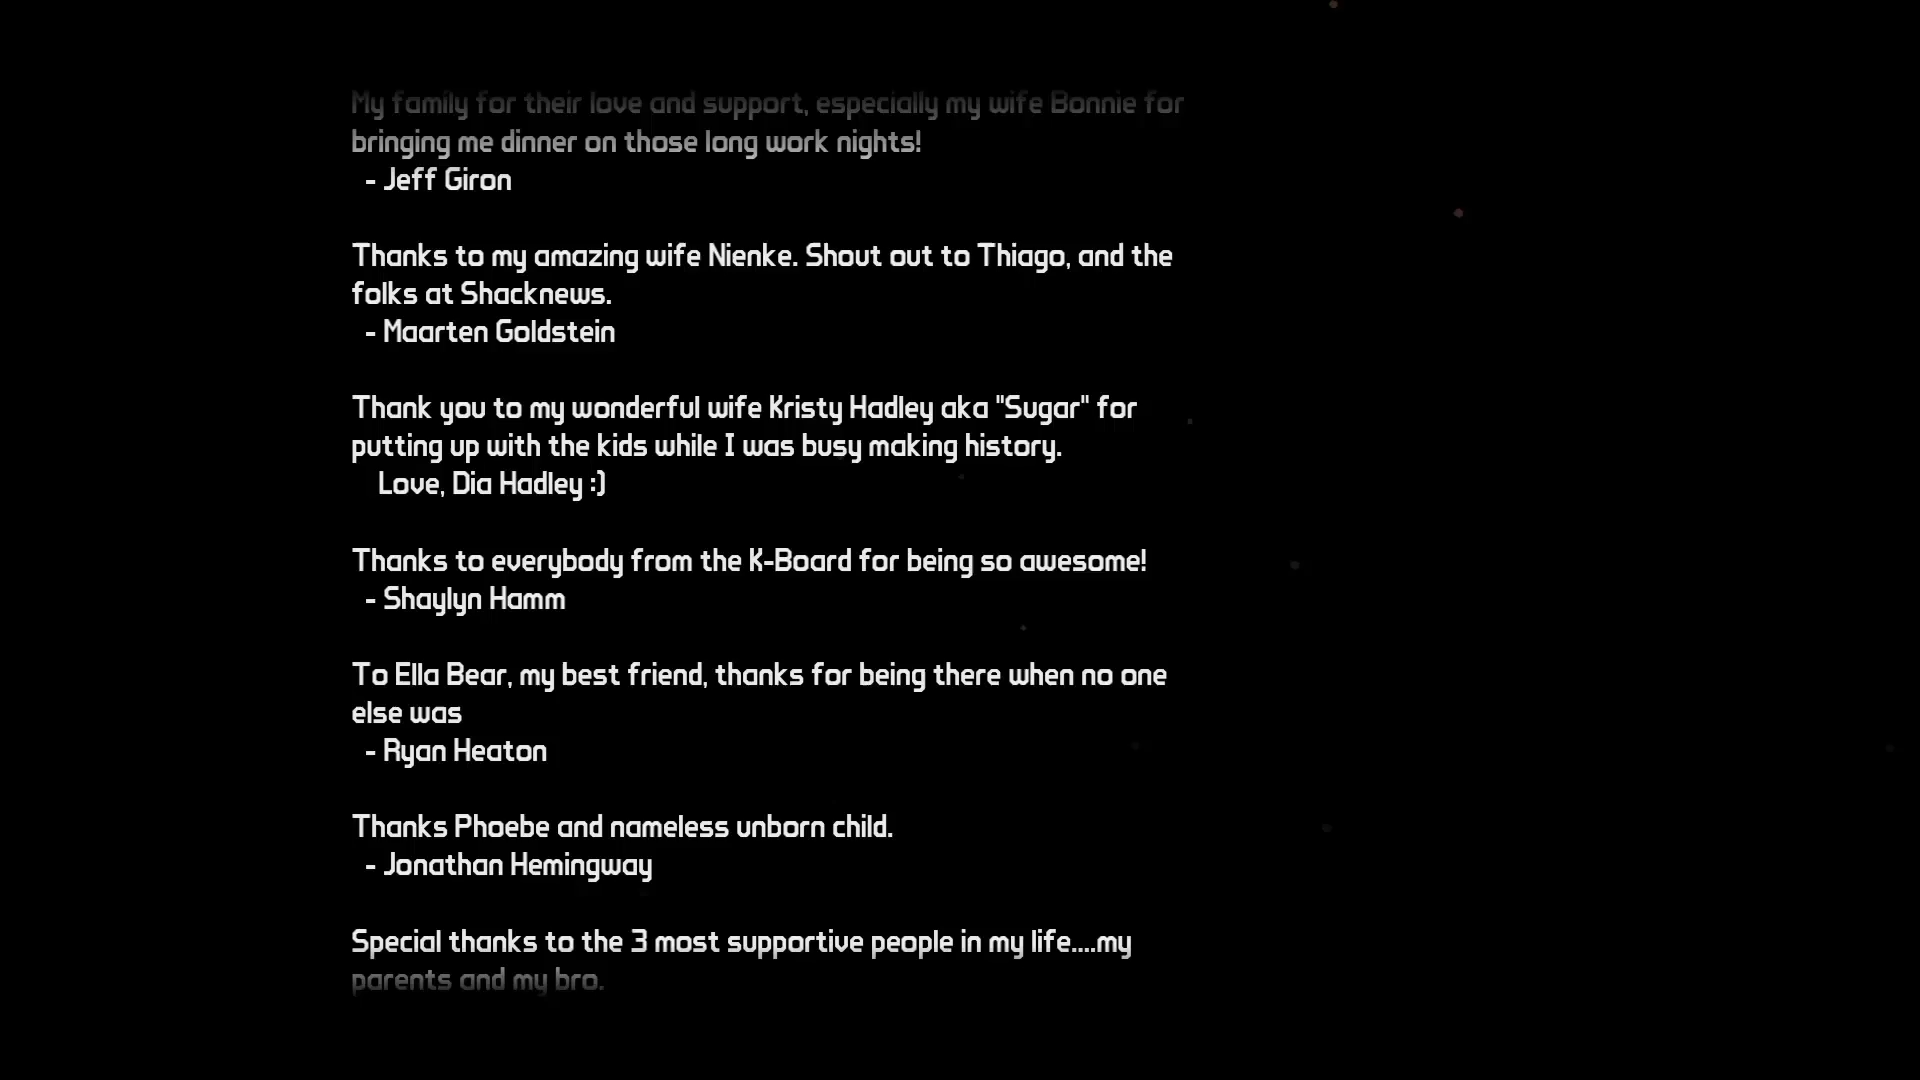 My family for their love and support, especially my wife Bonnie for
bringing me dinner on those long work nights!
- Jeff Giron
Thanks to my amazing wife Nienke. Shout out to Thiago, and the
folks at Shacknews.
- Maarten Goldstein
Thank you to my wonderful wife Kristy Hadley aka "Sugar" for
putting up with the kids while I was busy making history.
Love, Dia Hadley :)
Thanks to everybody from the K-Board for being so awesome!
- Shaylyn Hamm
To Ella Bear, my best friend, thanks for being there when no one
else was
- Ryan Heaton
Thanks Phoebe and nameless unborn child.
- Jonathan Hemingway
Special thanks to the 3 most supportive people in my life....my
parents and my bro.